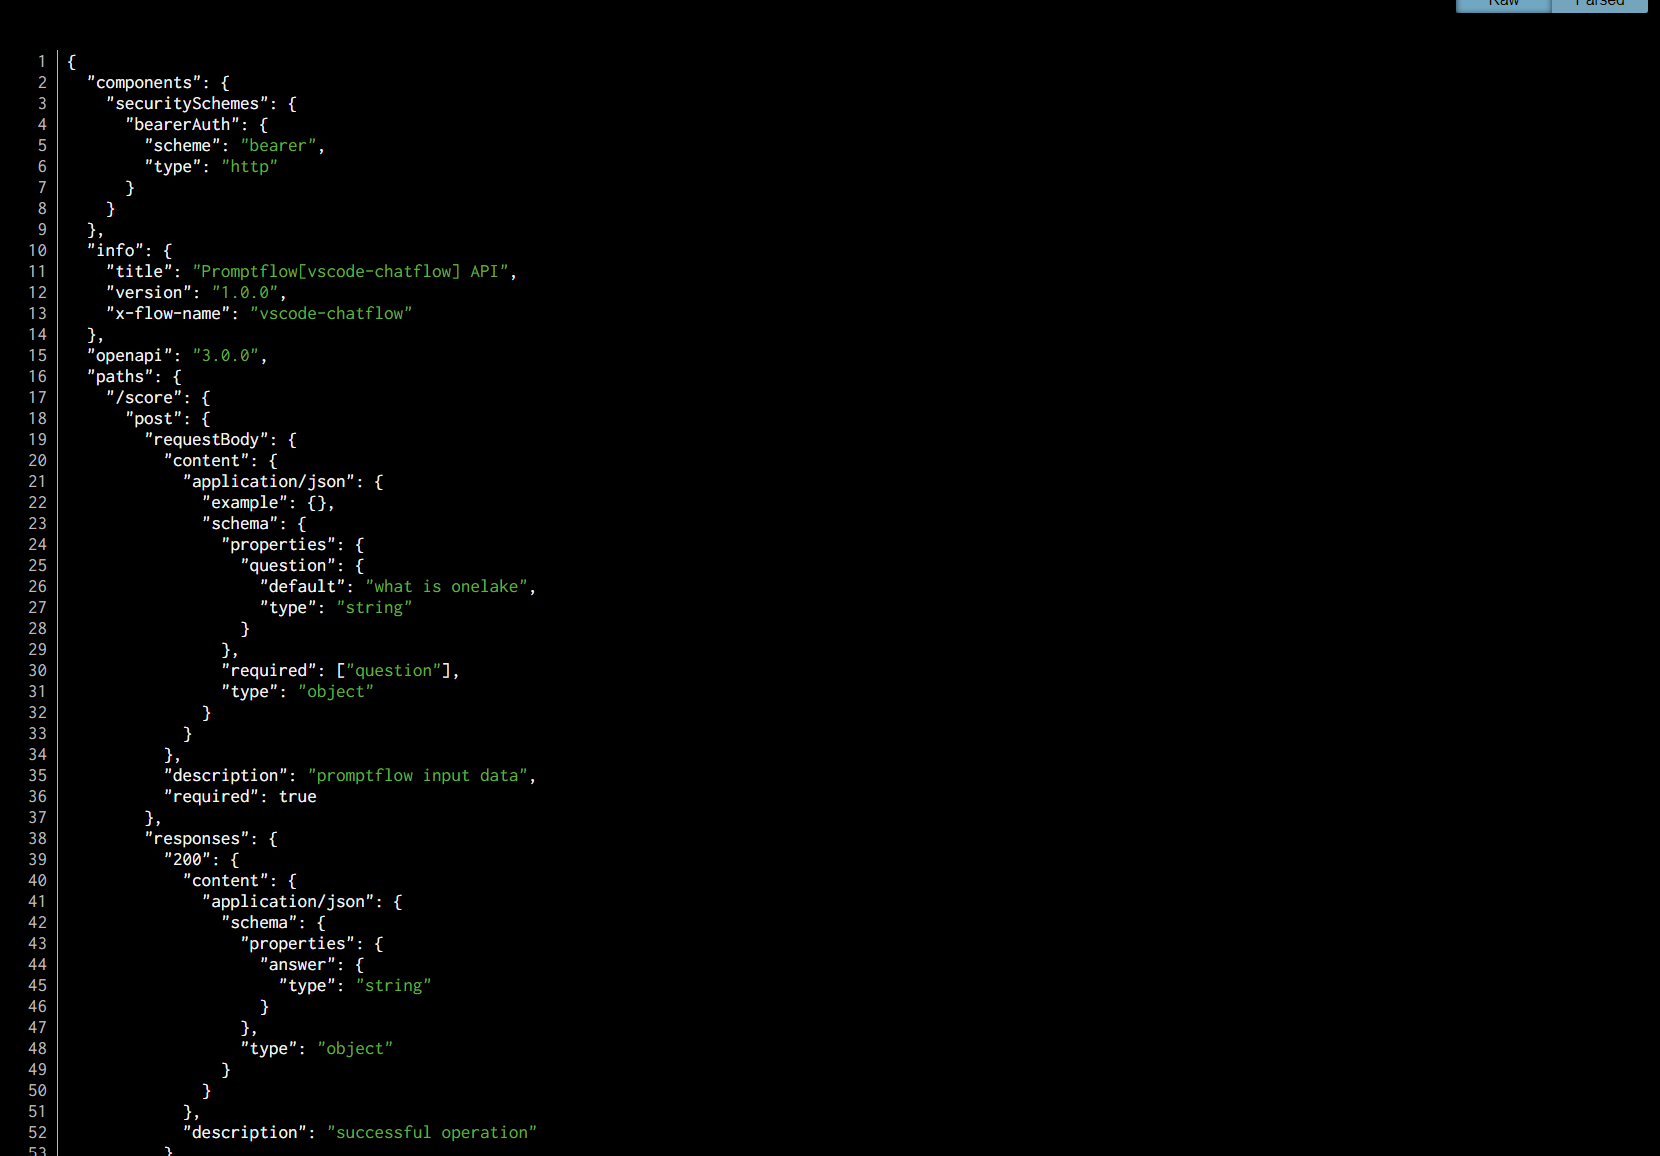 Raw Parsed
1 {
2   "components": {
3     "securitySchemes": {
4       "bearerAuth": {
5         "scheme": "bearer",
6         "type": "http"
7       }
8     }
9   },
10   "info": {
11     "title": "Promptflow[vscode-chatflow] API",
12     "version": "1.0.0",
13     "x-flow-name": "vscode-chatflow"
14   },
15   "openapi": "3.0.0",
16   "paths": {
17     "/score": {
18       "post": {
19         "requestBody": {
20           "content": {
21             "application/json": {
22               "example": {},
23               "schema": {
24                 "properties": {
25                   "question": {
26                     "default": "what is onelake",
27                     "type": "string"
28                   }
29                 },
30                 "required": ["question"],
31                 "type": "object"
32               }
33             }
34           },
35           "description": "promptflow input data",
36           "required": true
37         },
38         "responses": {
39           "200": {
40             "content": {
41               "application/json": {
42                 "schema": {
43                   "properties": {
44                     "answer": {
45                       "type": "string"
46                     }
47                   },
48                   "type": "object"
49                 }
50               }
51             },
52             "description": "successful operation"
53           }